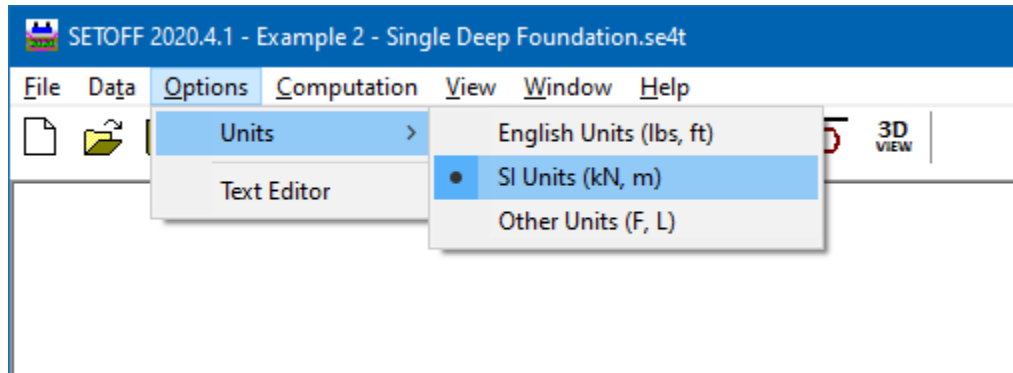 SETOFF 2020.4.1 - Example 2 - Single Deep Foundation.se4t
File Data Options Computation View Window Help
Units > English Units (lbs, ft)
3D
VIEW
SI Units (kN, m)
Text Editor
Other Units (F, L)